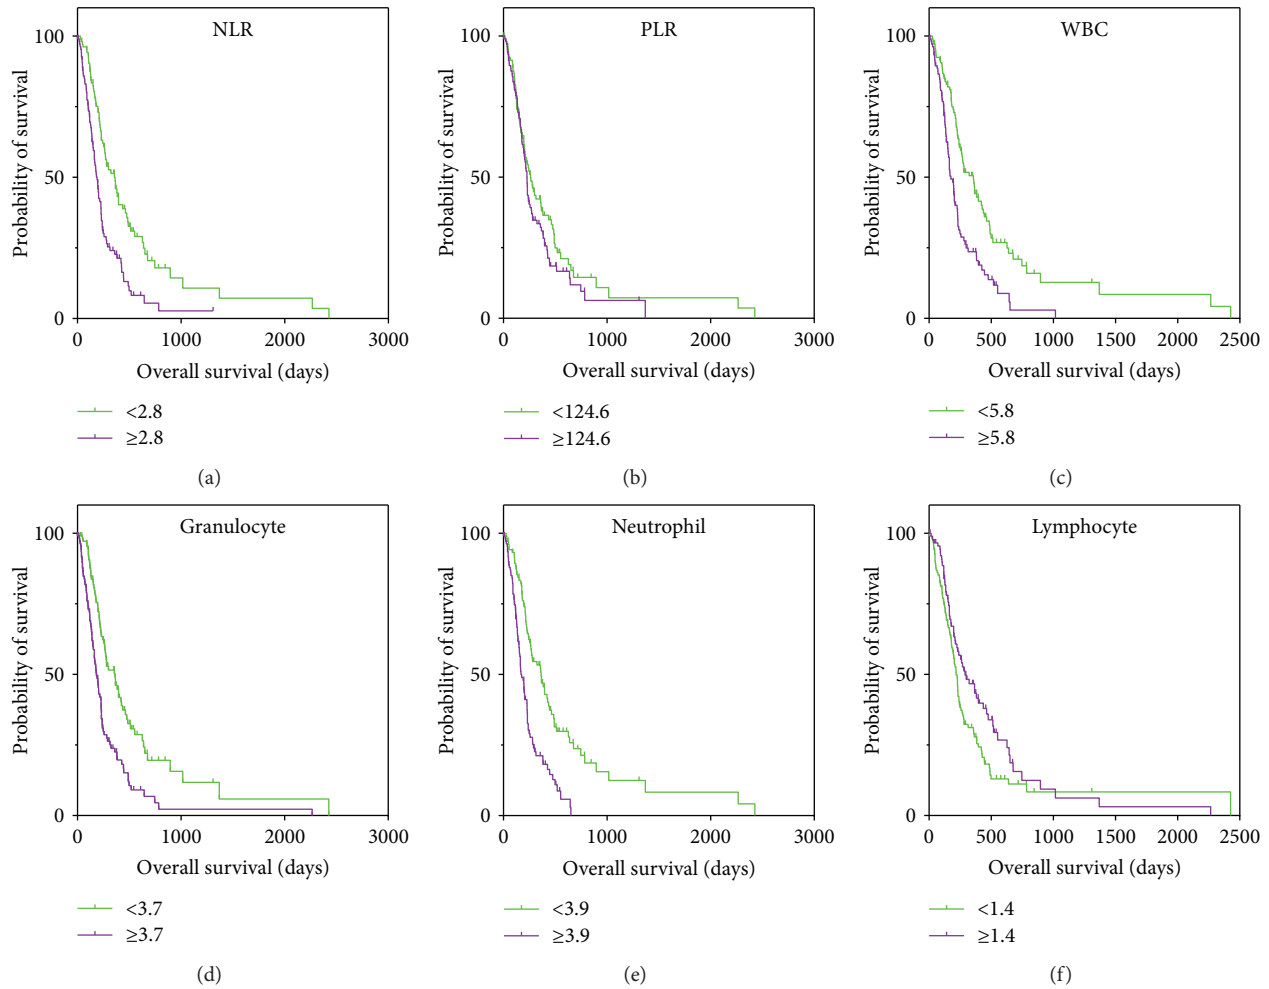 NLR
Probability of survival
100
50
0
0 1000 2000 3000
Overall survival (days)
<2.8
≥2.8
(a)
PLR
Probability of survival
100
50
0
0 1000 2000 3000
Overall survival (days)
<124.6
≥124.6
(b)
WBC
Probability of survival
100
50
0
0 500 1000 1500 2000 2500
Overall survival (days)
<5.8
≥5.8
(c)
Granulocyte
Probability of survival
100
50
0
0 1000 2000 3000
Overall survival (days)
<3.7
≥3.7
(d)
Neutrophil
Probability of survival
100
50
0
0 1000 2000 3000
Overall survival (days)
<3.9
≥3.9
(e)
Lymphocyte
Probability of survival
100
50
0
0 500 1000 1500 2000 2500
Overall survival (days)
<1.4
≥1.4
(f)